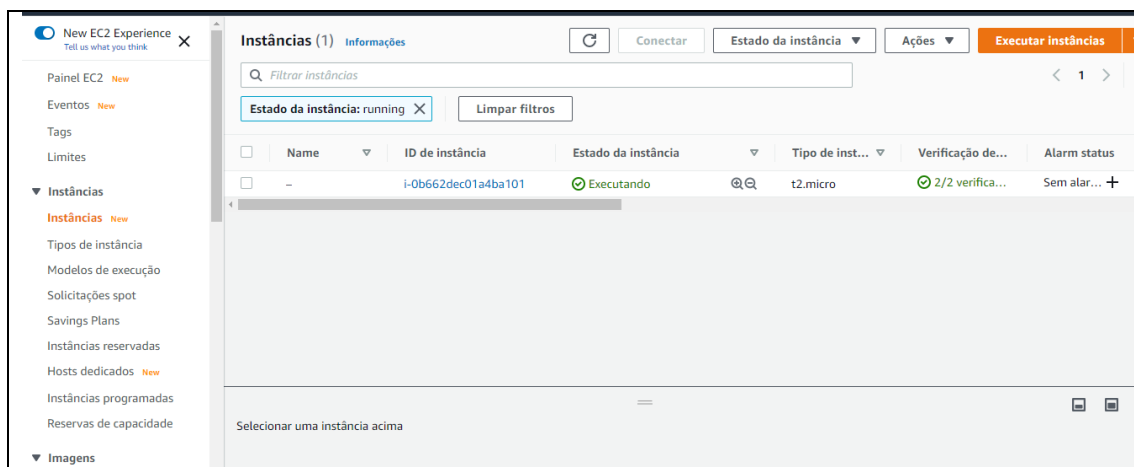 New EC2 Experience
Tell us what you think
Painel EC2 New
Eventos New
Tags
Limites
Instâncias
Instâncias New
Tipos de instância
Modelos de execução
Solicitações spot
Savings Plans
Instâncias reservadas
Hosts dedicados New
Instâncias programadas
Reservas de capacidade
Imagens
Instâncias (1) Informações
Conectar
Estado da instância
Ações
Executar instâncias
Filtrar instâncias
1
Estado da instância: running
Limpar filtros
Name ID de instância Estado da instância Tipo de inst... Verificação de... Alarm status
– i-0b662dec01a4ba101 Executando t2.micro 2/2 verifica... Sem alar...
Selecionar uma instância acima